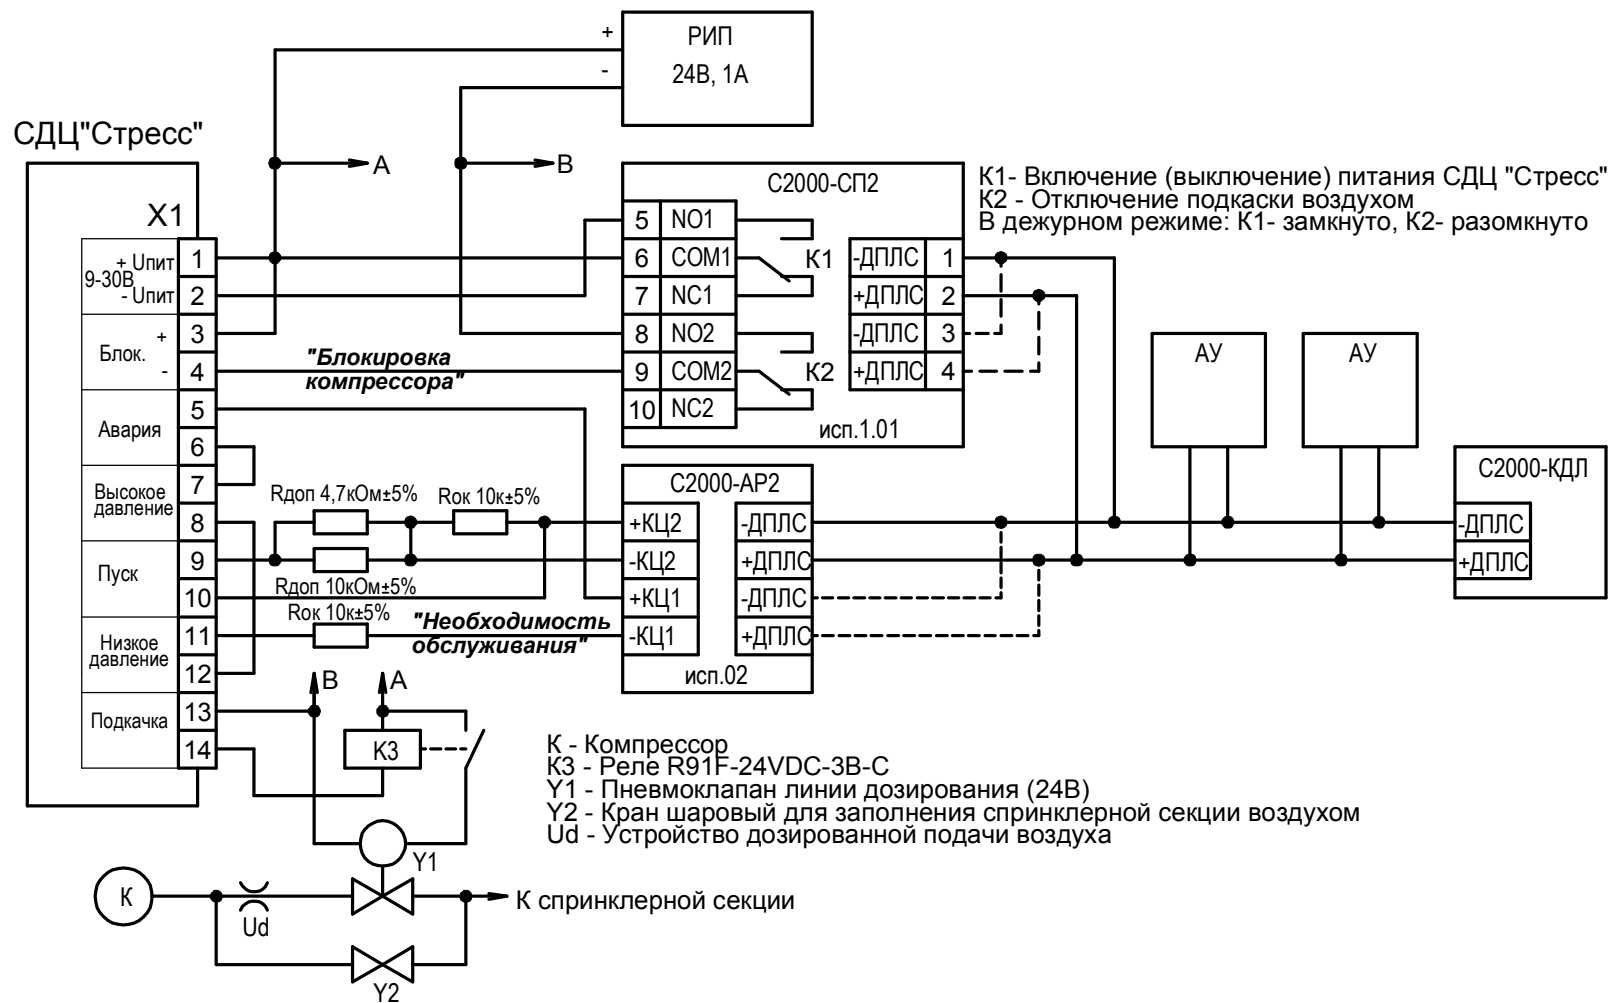 +
РИП
-
24В, 1А
СДЦ"Стресс"
А
В
С2000-СП2
К1- Включение (выключение) питания СДЦ "Стресс"
К2 - Отключение подкаски воздухом
В дежурном режиме: К1- замкнуто, К2- разомкнуто
X1
+ Uпит
9-30В
- Uпит
1
2
+
Блок.
-
3
4
Авария
5
6
Высокое
давление
7
8
Пуск
9
10
Низкое
давление
11
12
Подкачка
13
14
"Блокировка
компрессора"
5 NO1
6 COM1
7 NC1
8 NO2
9 COM2
10 NC2
К1
К2
-ДПЛС 1
+ДПЛС 2
-ДПЛС 3
+ДПЛС 4
исп.1.01
АУ
АУ
С2000-КДЛ
-ДПЛС
+ДПЛС
С2000-АР2
+КЦ2
-КЦ2
+КЦ1
-КЦ1
-ДПЛС
+ДПЛС
-ДПЛС
+ДПЛС
исп.02
Rдоп 4,7кОм±5%
Rок 10к±5%
Rдоп 10кОм±5%
Rок 10к±5%
"Необходимость
обслуживания"
В
А
К3
К - Компрессор
К3 - Реле R91F-24VDC-3В-С
Y1 - Пневмоклапан линии дозирования (24В)
Y2 - Кран шаровый для заполнения спринклерной секции воздухом
Ud - Устройство дозированной подачи воздуха
Y1
К
Ud
К спринклерной секции
Y2